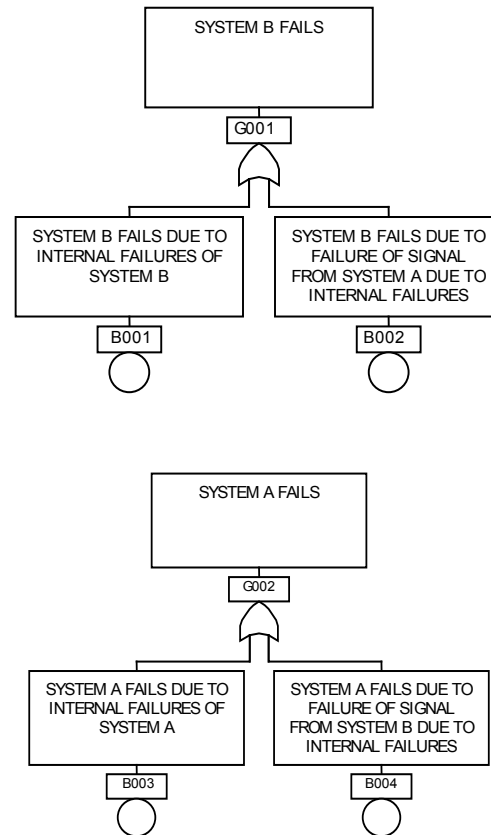 SYSTEM B FAILS
G001
SYSTEM B FAILS DUE TO
INTERNAL FAILURES OF
SYSTEM B
SYSTEM B FAILS DUE TO
FAILURE OF SIGNAL
FROM SYSTEM A DUE TO
INTERNAL FAILURES
B001
B002
SYSTEM A FAILS
G002
SYSTEM A FAILS DUE TO
INTERNAL FAILURES OF
SYSTEM A
SYSTEM A FAILS DUE TO
FAILURE OF SIGNAL
FROM SYSTEM B DUE TO
INTERNAL FAILURES
B003
B004